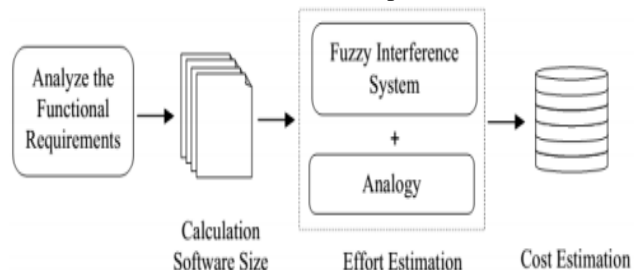 Analyze the
Functional
Requirements
Calculation
Software Size
Fuzzy Interference
System
+
Analogy
Effort Estimation
Cost Estimation